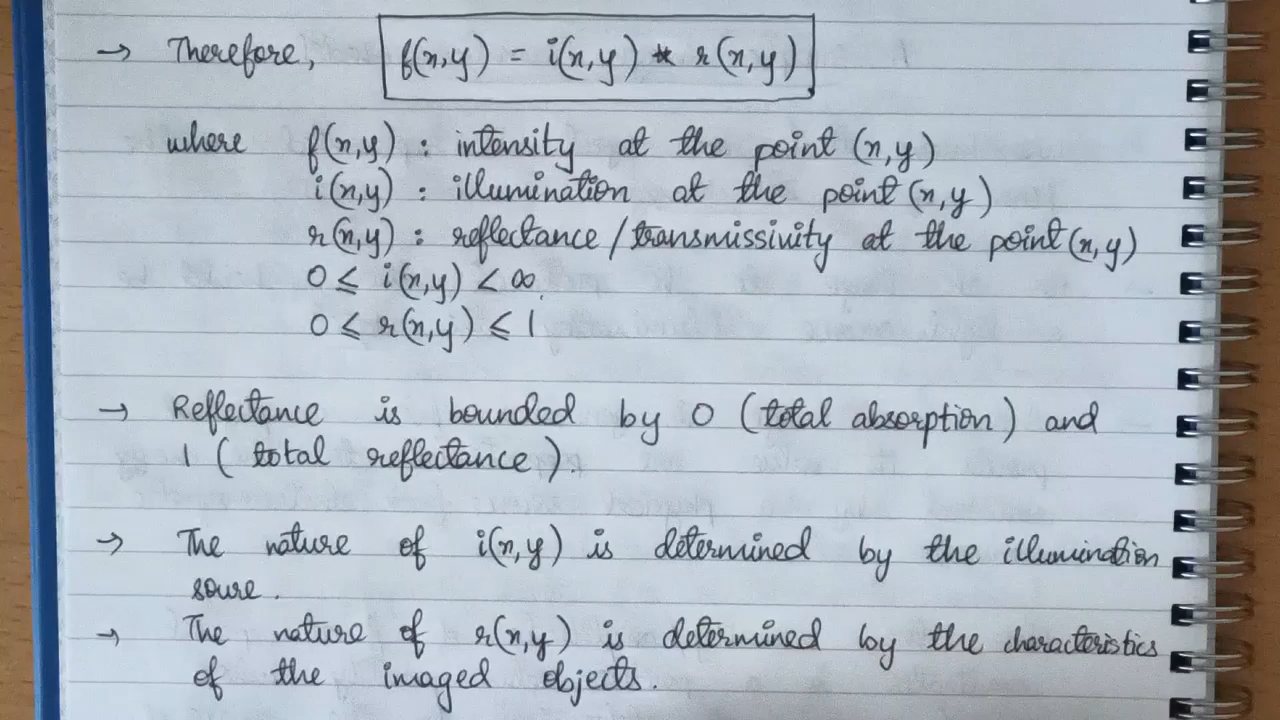 → Therefore, f(x,y) = i(x,y) * r(x,y)
where f(x,y) : intensity at the point (x,y)
i(x,y) : illumination at the point (x,y)
r(x,y) : reflectance/transmissivity at the point (x,y)
0 ≤ i(x,y) < ∞
0 ≤ r(x,y) ≤ 1
→ Reflectance is bounded by 0 (total absorption) and
1 (total reflectance).
→ The nature of i(x,y) is determined by the illumination
soure.
→ The nature of r(x,y) is determined by the characteristics
of the imaged objects.